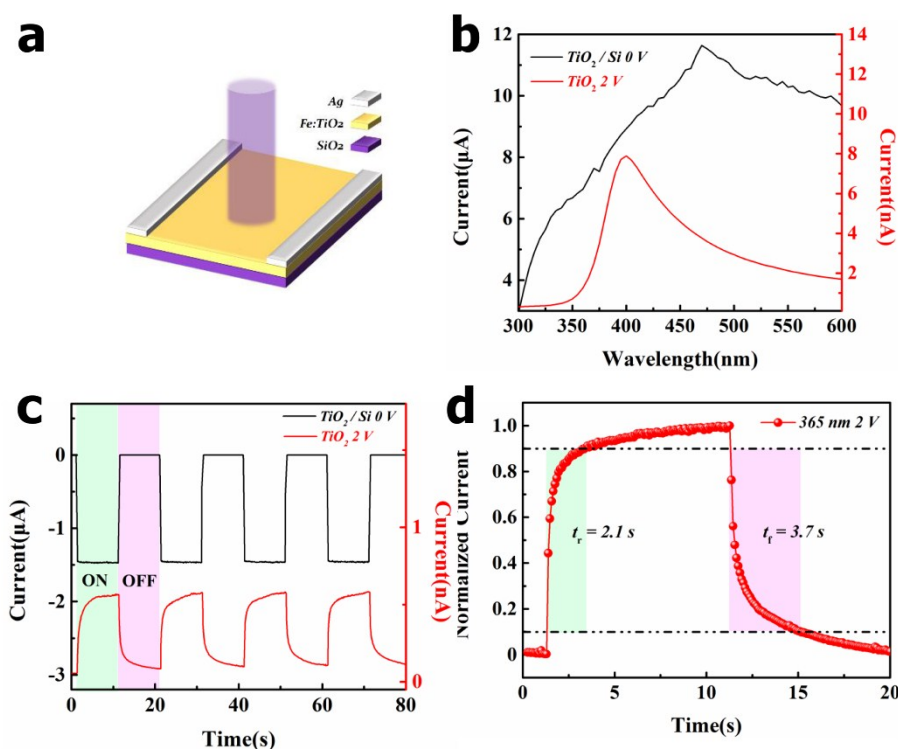 a
Ag
Fe:TiO2
SiO2
b
TiO₂ / Si 0 V
TiO₂ 2 V
12
10
8
6
4
Current(μA)
14
12
10
8
6
4
2
Current(nA)
300 350 400 450 500 550 600
Wavelength(nm)
c
TiO₂ / Si 0 V
TiO₂ 2 V
0
-1
-2
-3
Current(μA)
1
0
Current(nA)
ON OFF
0 20 40 60 80
Time(s)
d
365 nm 2 V
1.0
0.8
0.6
0.4
0.2
0
Normalized Current
tᵣ = 2.1 s
t_f = 3.7 s
0 5 10 15 20
Time(s)